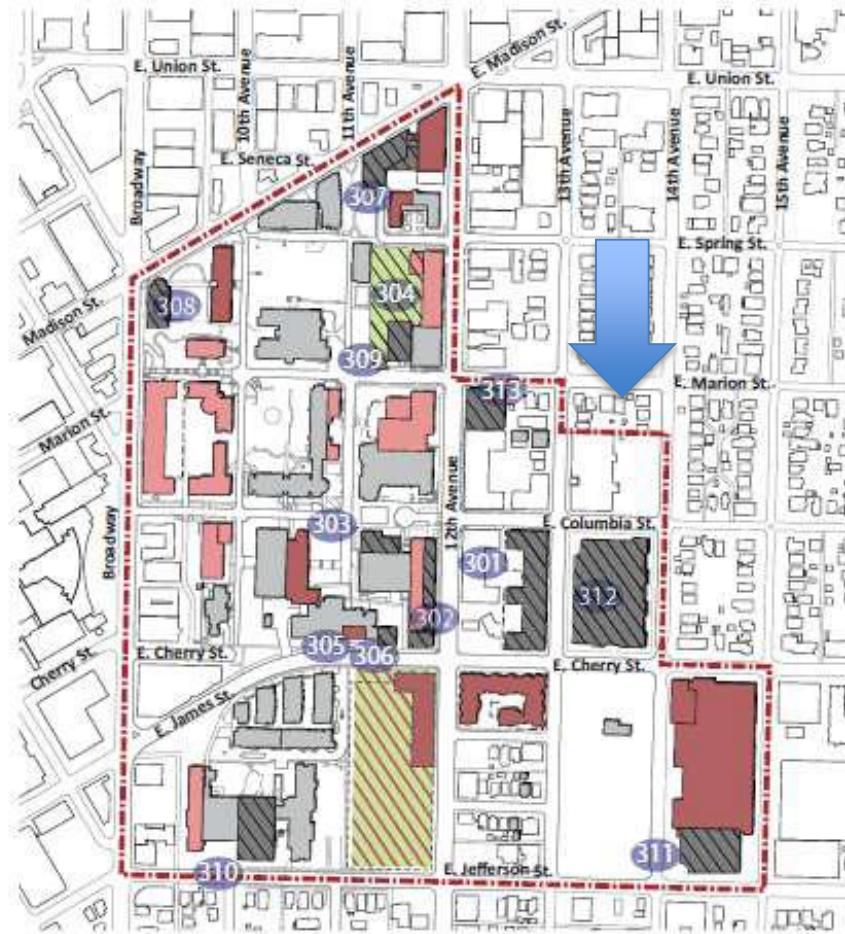 E. Madison St.
E. Union St.
E. Union St.
10th Avenue
11th Avenue
13th Avenue
14th Avenue
15th Avenue
Broadway
E. Seneca St.
307
E. Spring St.
304
308
Madison St.
309
313
E. Marion St.
Marion St.
12th Avenue
303
E. Columbia St.
Broadway
301
312
302
305
306
E. Cherry St.
E. Cherry St.
Cherry St.
E. James St.
311
310
E. Jefferson St.